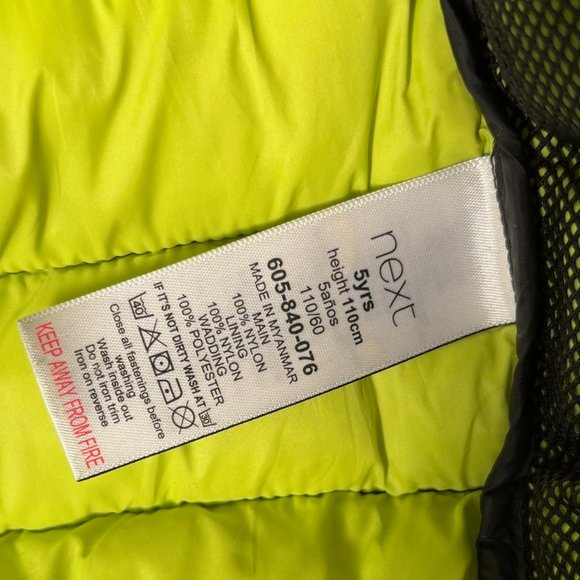 next
5yrs
height 110cm
5años
110/60
605-840-076
MADE IN MYANMAR
MAIN
100% NYLON
LINING
100% NYLON
WADDING
100% POLYESTER
IF IT'S NOT DIRTY WASH AT 30
40
Close all fastenings before
washing
Wash inside out
Do not iron trim
Iron on reverse
KEEP AWAY FROM FIRE